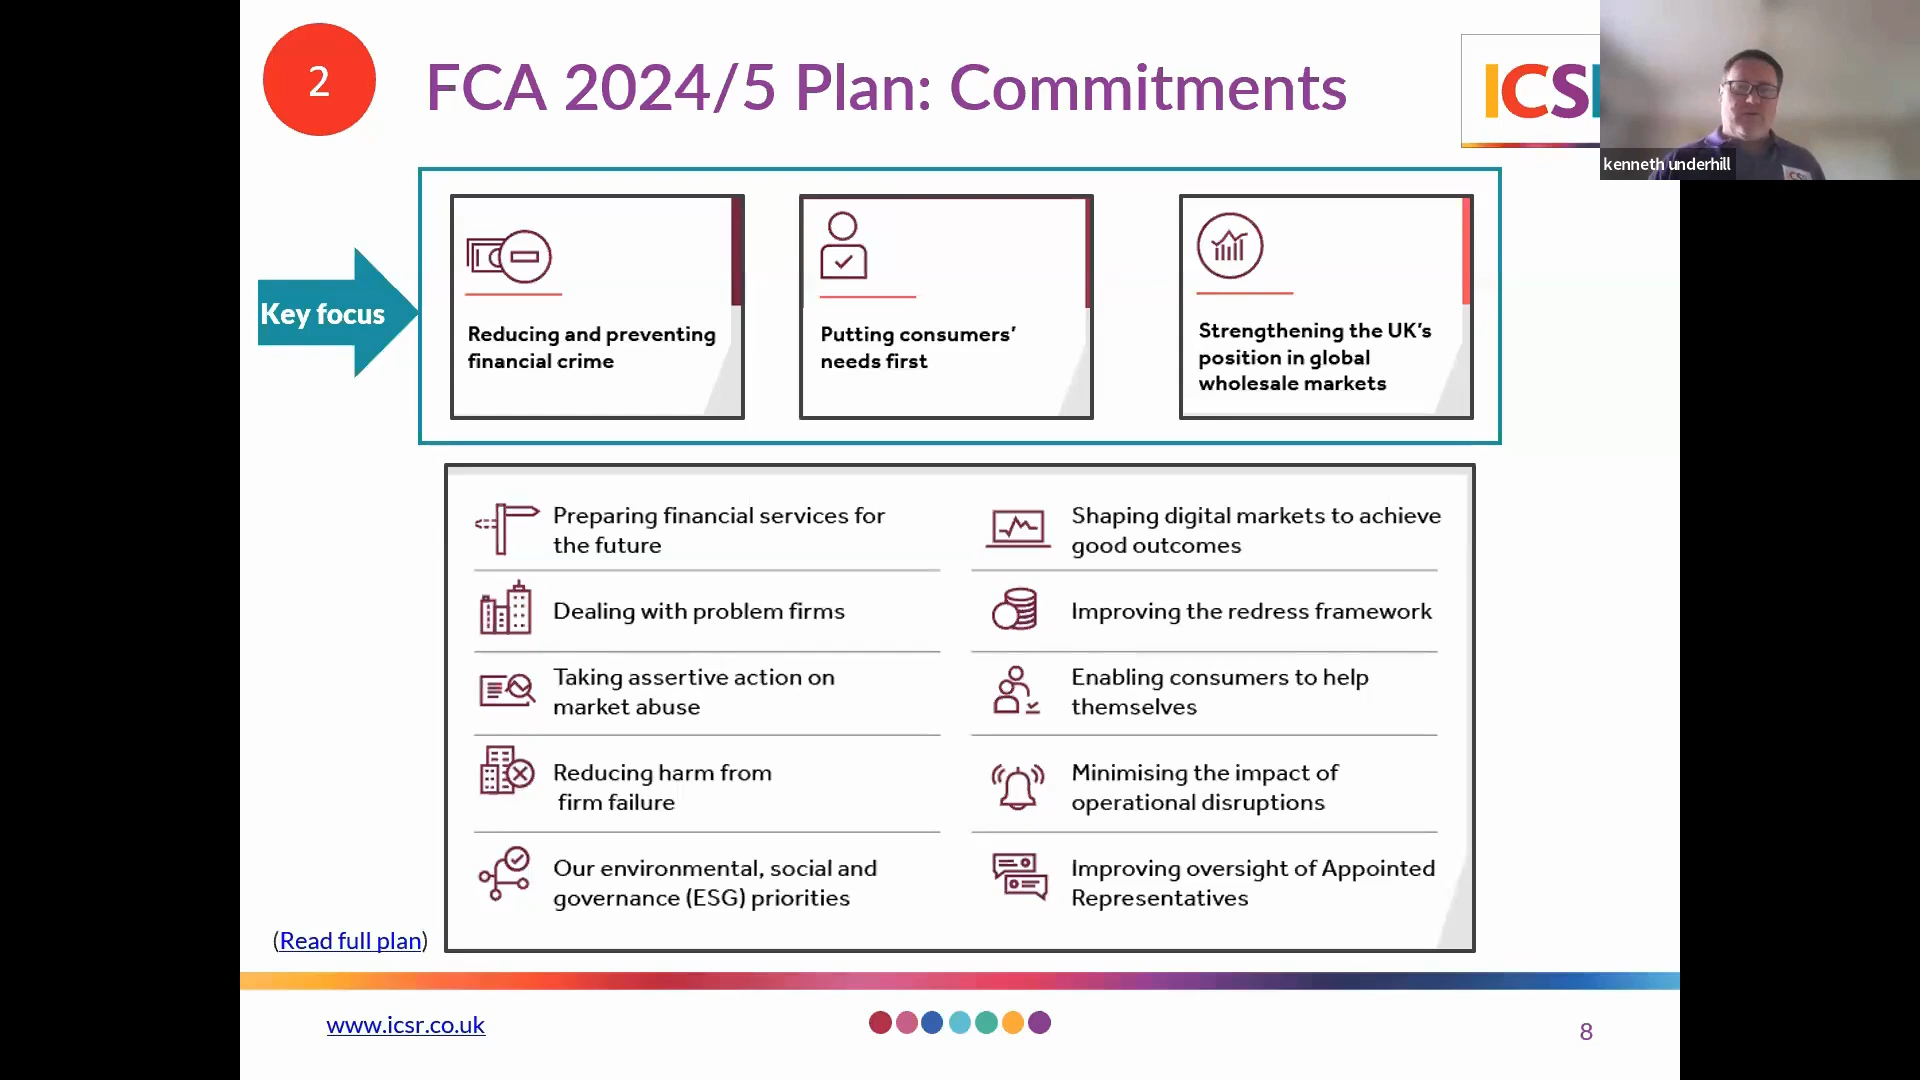 2
FCA 2024/5 Plan: Commitments
ICS
kenneth underhill
Key focus
Reducing and preventing
financial crime
Putting consumers’
needs first
Strengthening the UK’s
position in global
wholesale markets
Preparing financial services for
the future
Dealing with problem firms
Taking assertive action on
market abuse
Reducing harm from
firm failure
Our environmental, social and
governance (ESG) priorities
Shaping digital markets to achieve
good outcomes
Improving the redress framework
Enabling consumers to help
themselves
Minimising the impact of
operational disruptions
Improving oversight of Appointed
Representatives
(Read full plan)
www.icsr.co.uk
8